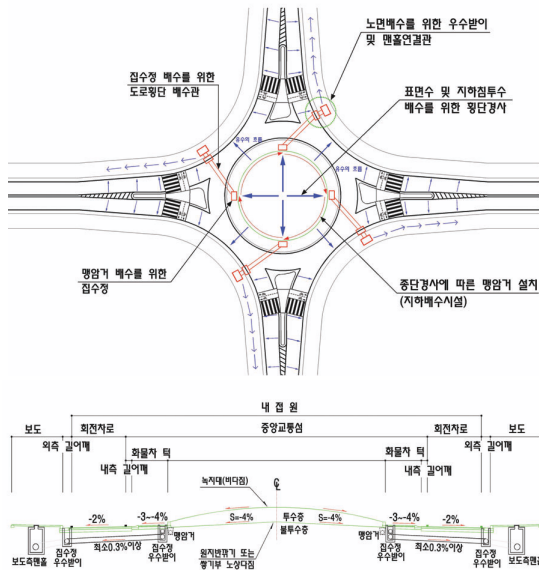 노면배수를 위한 우수받이
및 맨홀연결관
집수정 배수를 위한
도로횡단 배수관
표면수 및 지하침투수
배수를 위한 횡단경사
유수의 흐름
유수의 흐름
맹암거 배수를 위한
집수정
종단경사에 따른 맹암거 설치
(지하배수시설)
내 접 원
보도
회전차로
중앙교통섬
회전차로
보도
외측 길어깨
외측 길어깨
화물차 턱
화물차 턱
내측 길어깨
내측 길어깨
℄
녹지대(비다짐)
-2%
-3~-4%
S=-4%
투수층
S=-4%
-3~-4%
-2%
불투수층
맹암거
맹암거
보도측맨홀
집수정
우수받이
최소0.3%이상
집수정
우수받이
원지반깎기 또는
쌓기부 노상다짐
집수정
우수받이
최소0.3%이상
집수정
우수받이
보도측맨홀